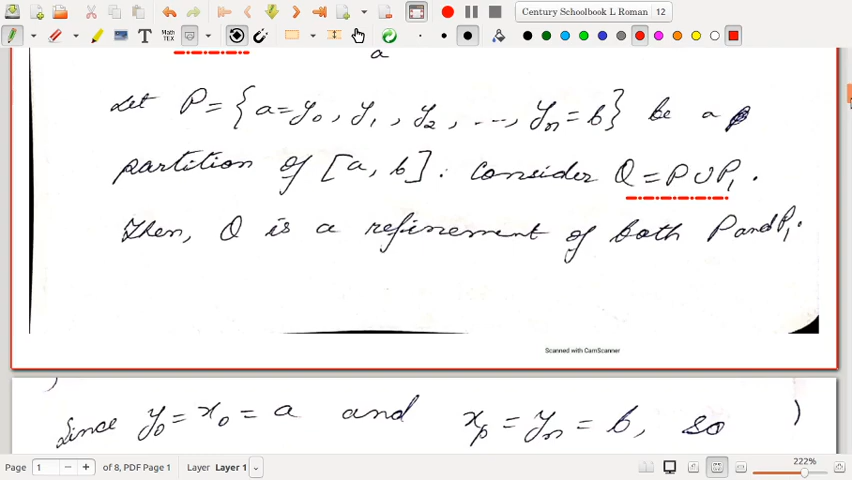 Century Schoolbook L Roman 12
T Math TEX
a
Let P = {a = y₀, y₁, y₂, ..., yₙ = b} be a
partition of [a, b]. Consider Q = P ∪ P₁.
Then, Q is a refinement of both P and P₁.
Scanned with CamScanner
Since y₀ = x₀ = a and xₚ = yₙ = b, so
Page 1 of 8, PDF Page 1 Layer Layer 1 222%